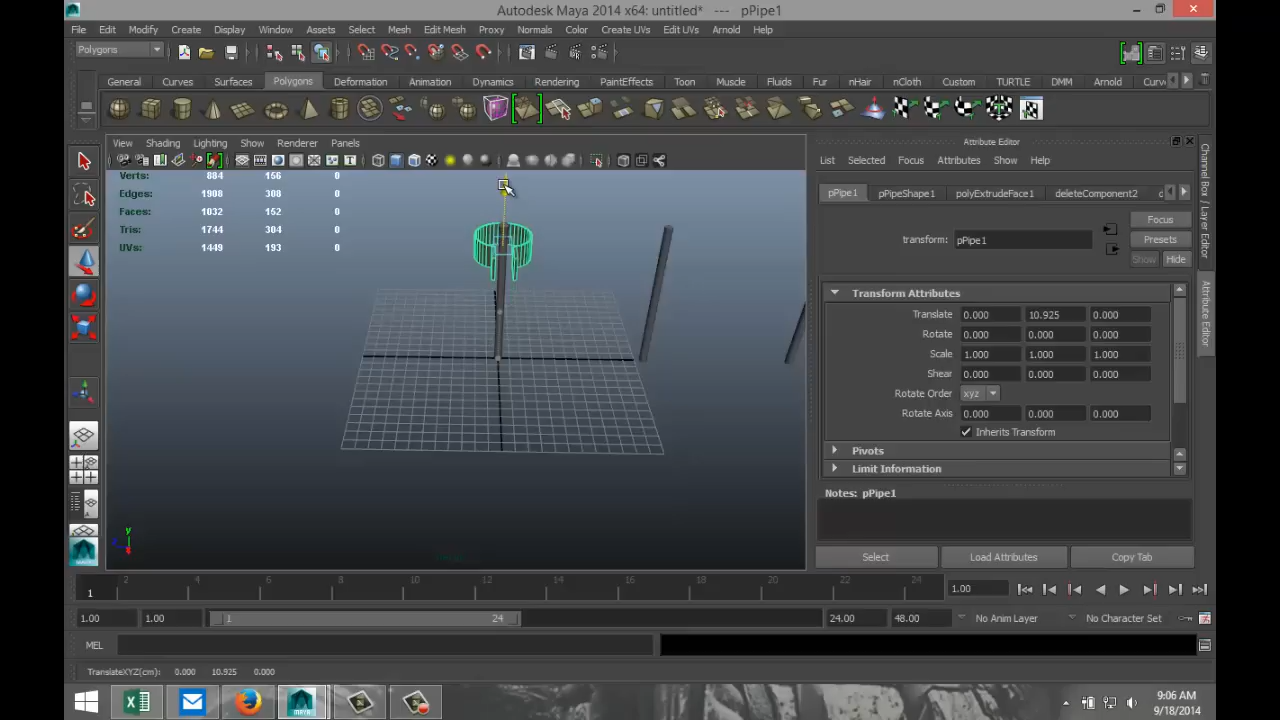 Autodesk Maya 2014 x64: untitled* --- pPipe1
File Edit Modify Create Display Window Assets Select Mesh Edit Mesh Proxy Normals Color Create UVs Edit UVs Arnold Help
Polygons
General Curves Surfaces Polygons Deformation Animation Dynamics Rendering PaintEffects Toon Muscle Fluids Fur nHair nCloth Custom TURTLE DMM Arnold Curv
View Shading Lighting Show Renderer Panels
Attribute Editor
List Selected Focus Attributes Show Help
Verts: 884 156 0
Edges: 1908 308 0
Faces: 1032 152 0
Tris: 1744 304 0
UVs: 1449 193 0
pPipe1 pPipeShape1 polyExtrudeFace1 deleteComponent2
Focus
transform: pPipe1
Presets
Show Hide
Transform Attributes
Translate 0.000 10.925 0.000
Rotate 0.000 0.000 0.000
Scale 1.000 1.000 1.000
Shear 0.000 0.000 0.000
Rotate Order xyz
Rotate Axis 0.000 0.000 0.000
Inherits Transform
Pivots
Limit Information
Notes: pPipe1
Select Load Attributes Copy Tab
Channel Box / Layer Editor
Attribute Editor
y
2 4 6 8 10 12 14 16 18 20 22 24
1
1.00
1.00 1.00 1 24 24.00 48.00 No Anim Layer No Character Set
MEL
TranslateXYZ(cm): 0.000 10.925 0.000
9:06 AM
9/18/2014